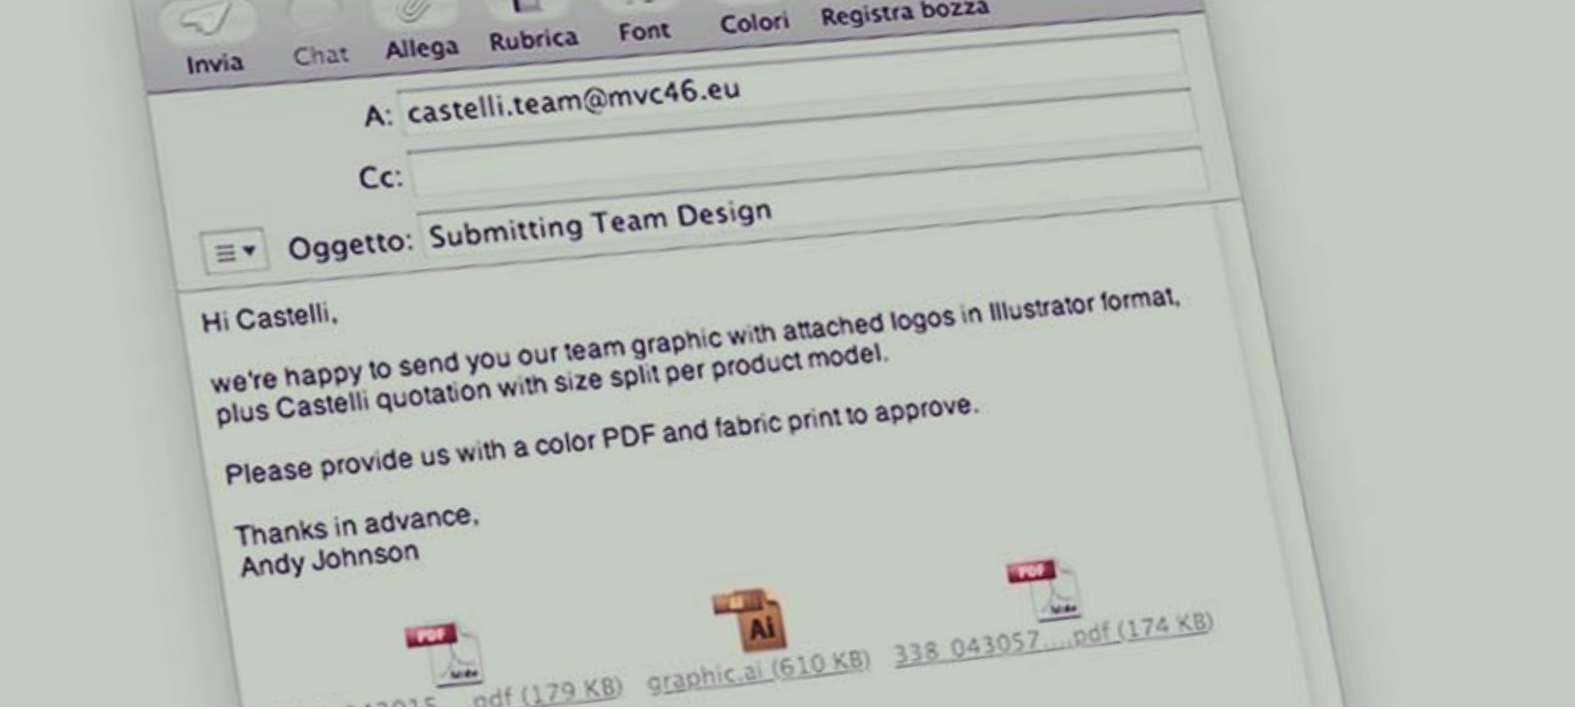 Invia Chat Allega Rubrica Font Colori Registra bozza
A: castelli.team@mvc46.eu
Cc:
Oggetto: Submitting Team Design
Hi Castelli,
we're happy to send you our team graphic with attached logos in Illustrator format,
plus Castelli quotation with size split per product model.
Please provide us with a color PDF and fabric print to approve.
Thanks in advance,
Andy Johnson
PDF Ai PDF
pdf (179 KB) graphic.ai (610 KB) 338_043057....pdf (174 KB)